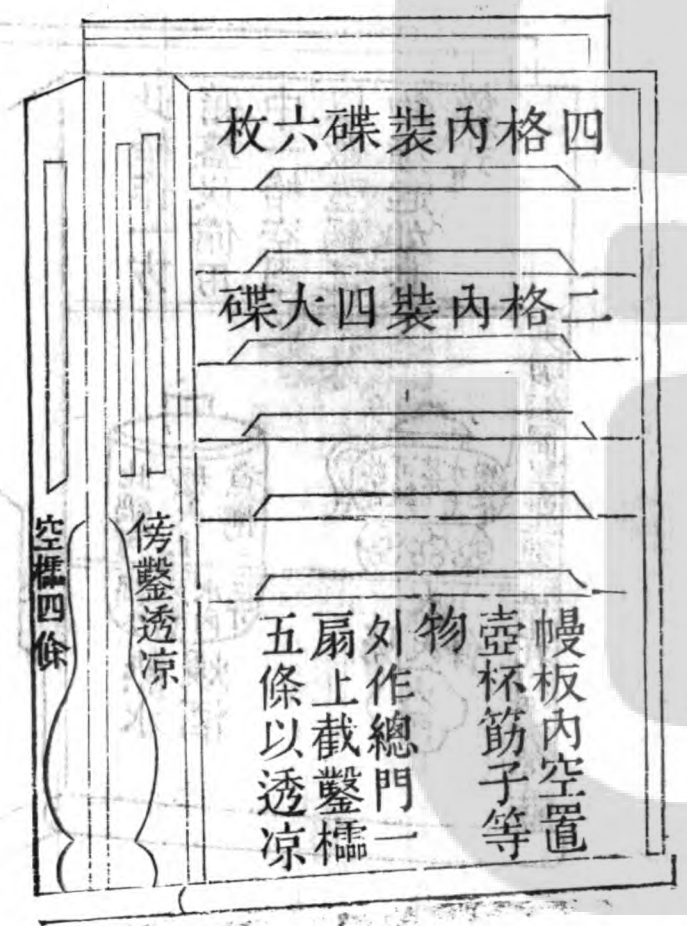 四格內裝碟六枚
二格內裝四大碟
幔板內空置
壺杯筯子等
物
外作總門一
扇上截鑿櫺
五條以透凉
傍鑿透凉
空櫺四條